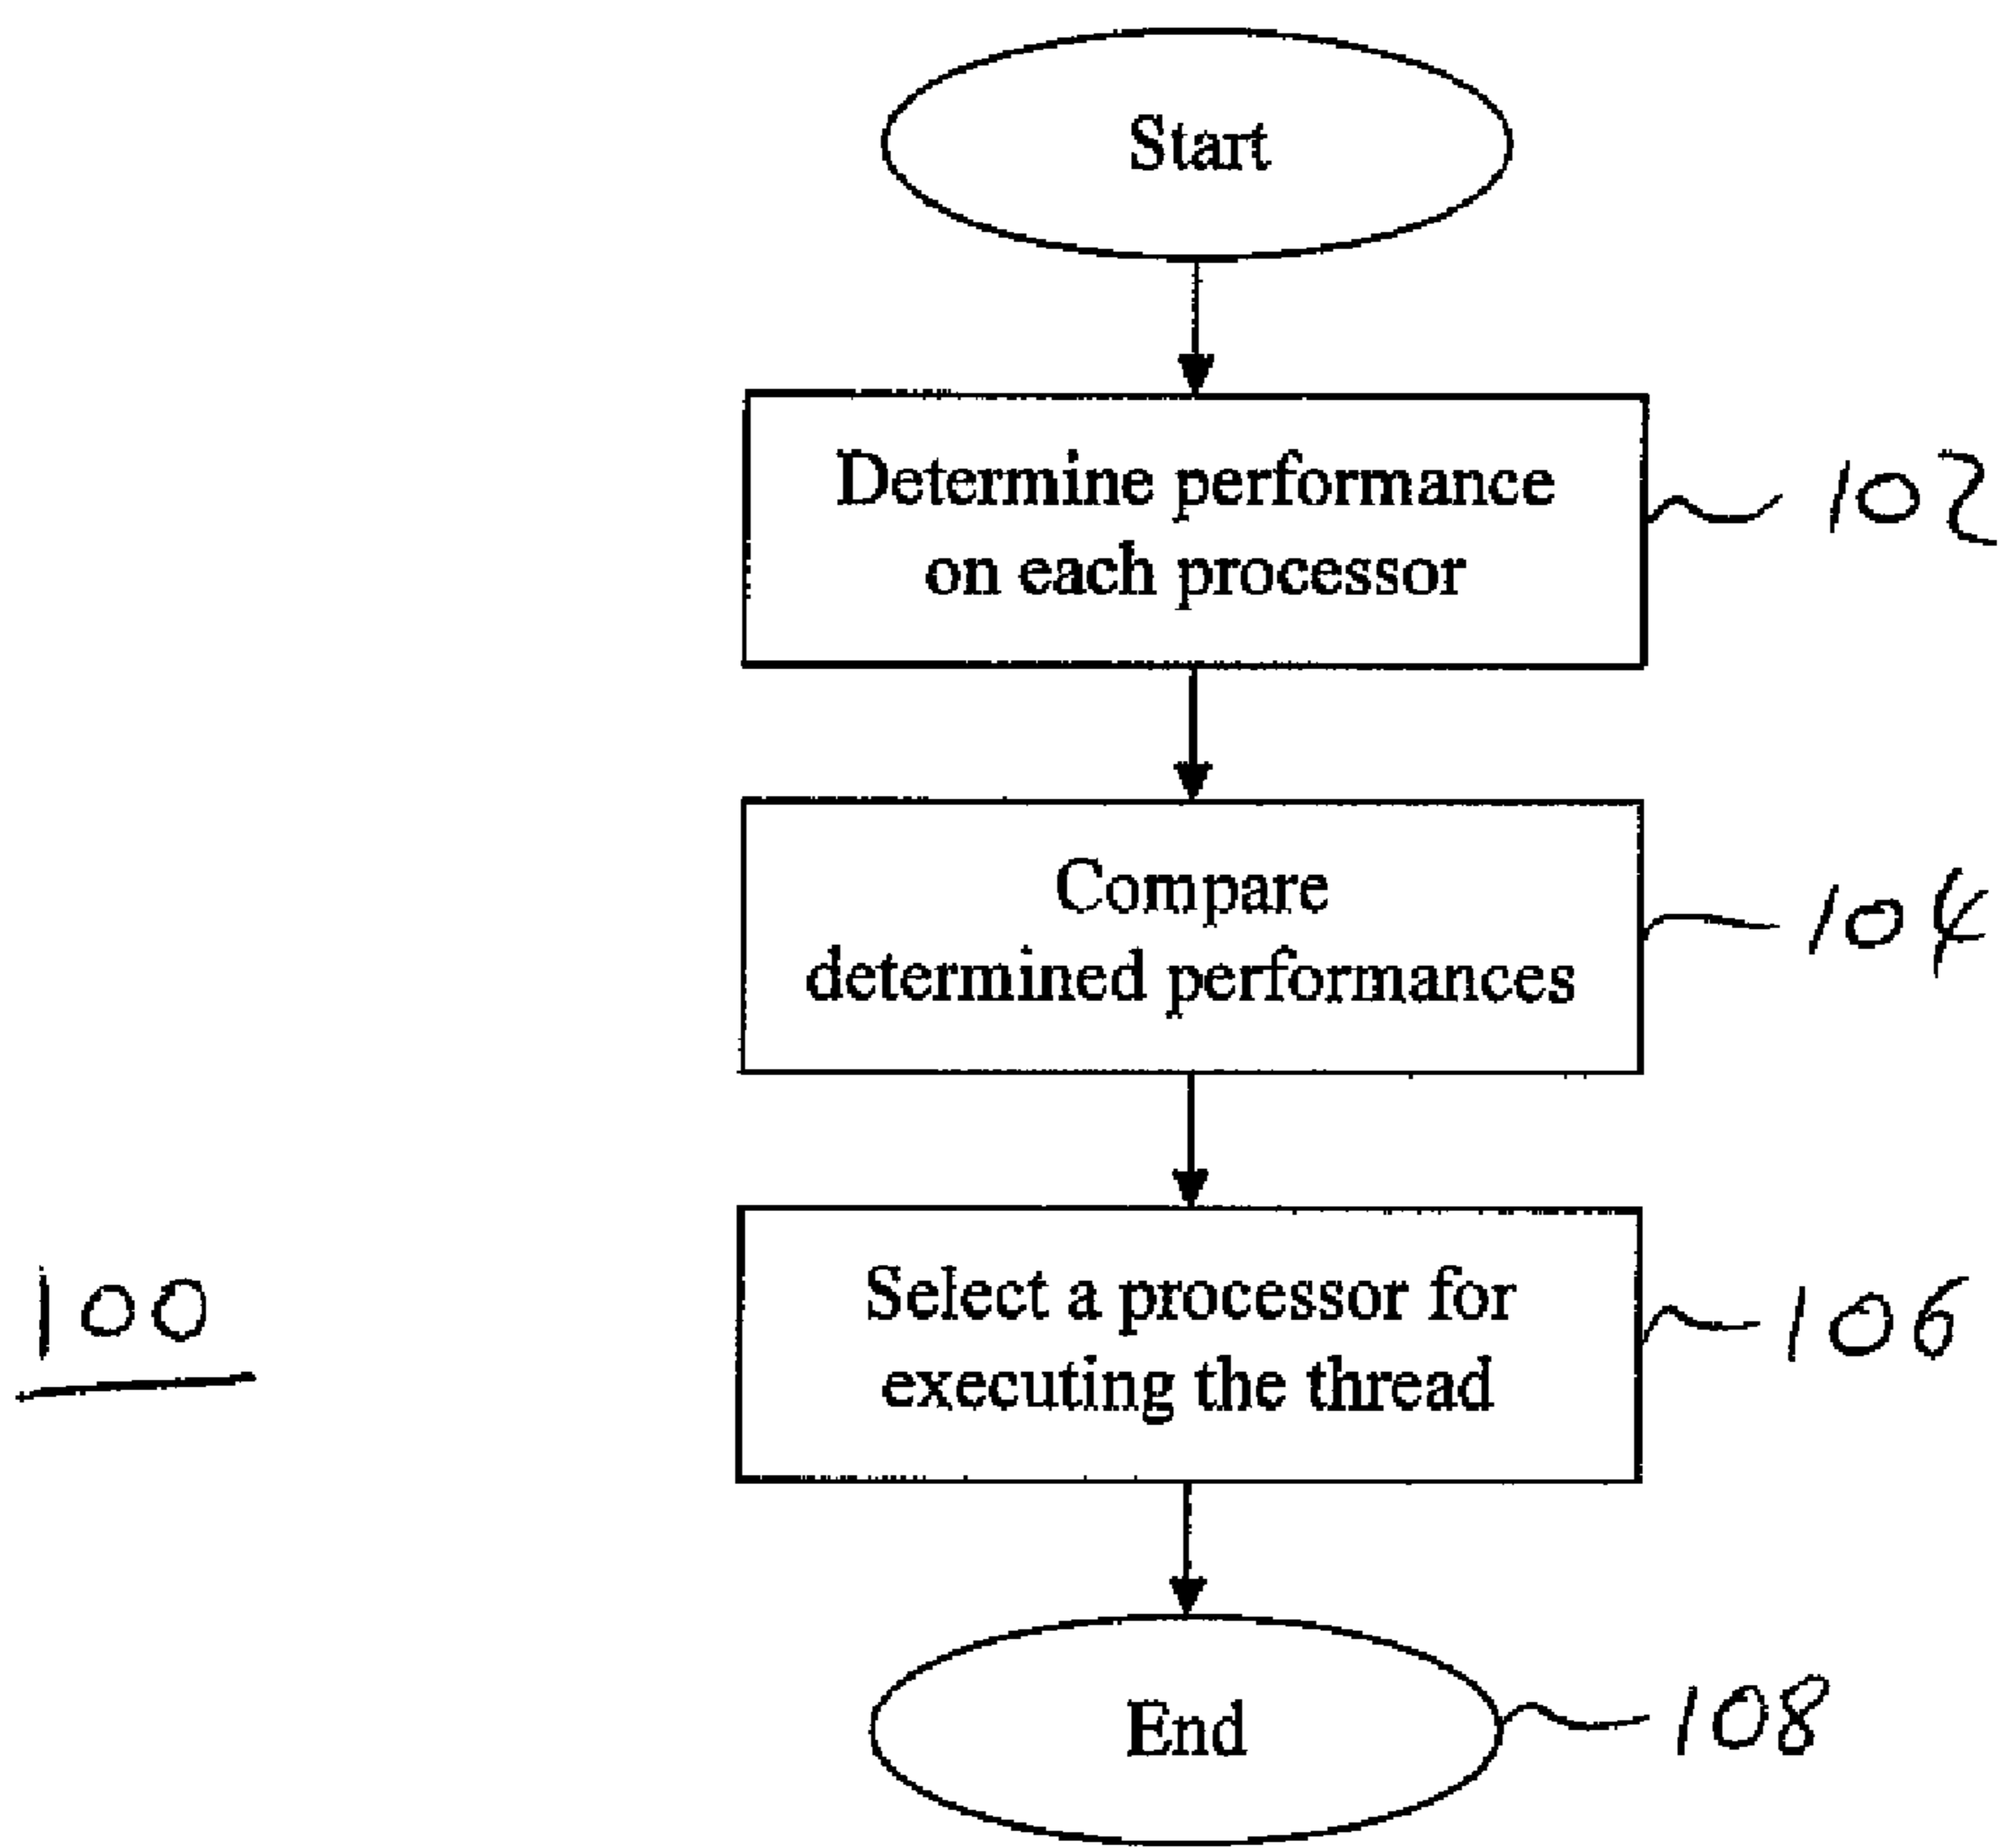 Start
Determine performance
on each processor
102
Compare
determined performances
104
Select a processor for
executing the thread
106
100
End
108